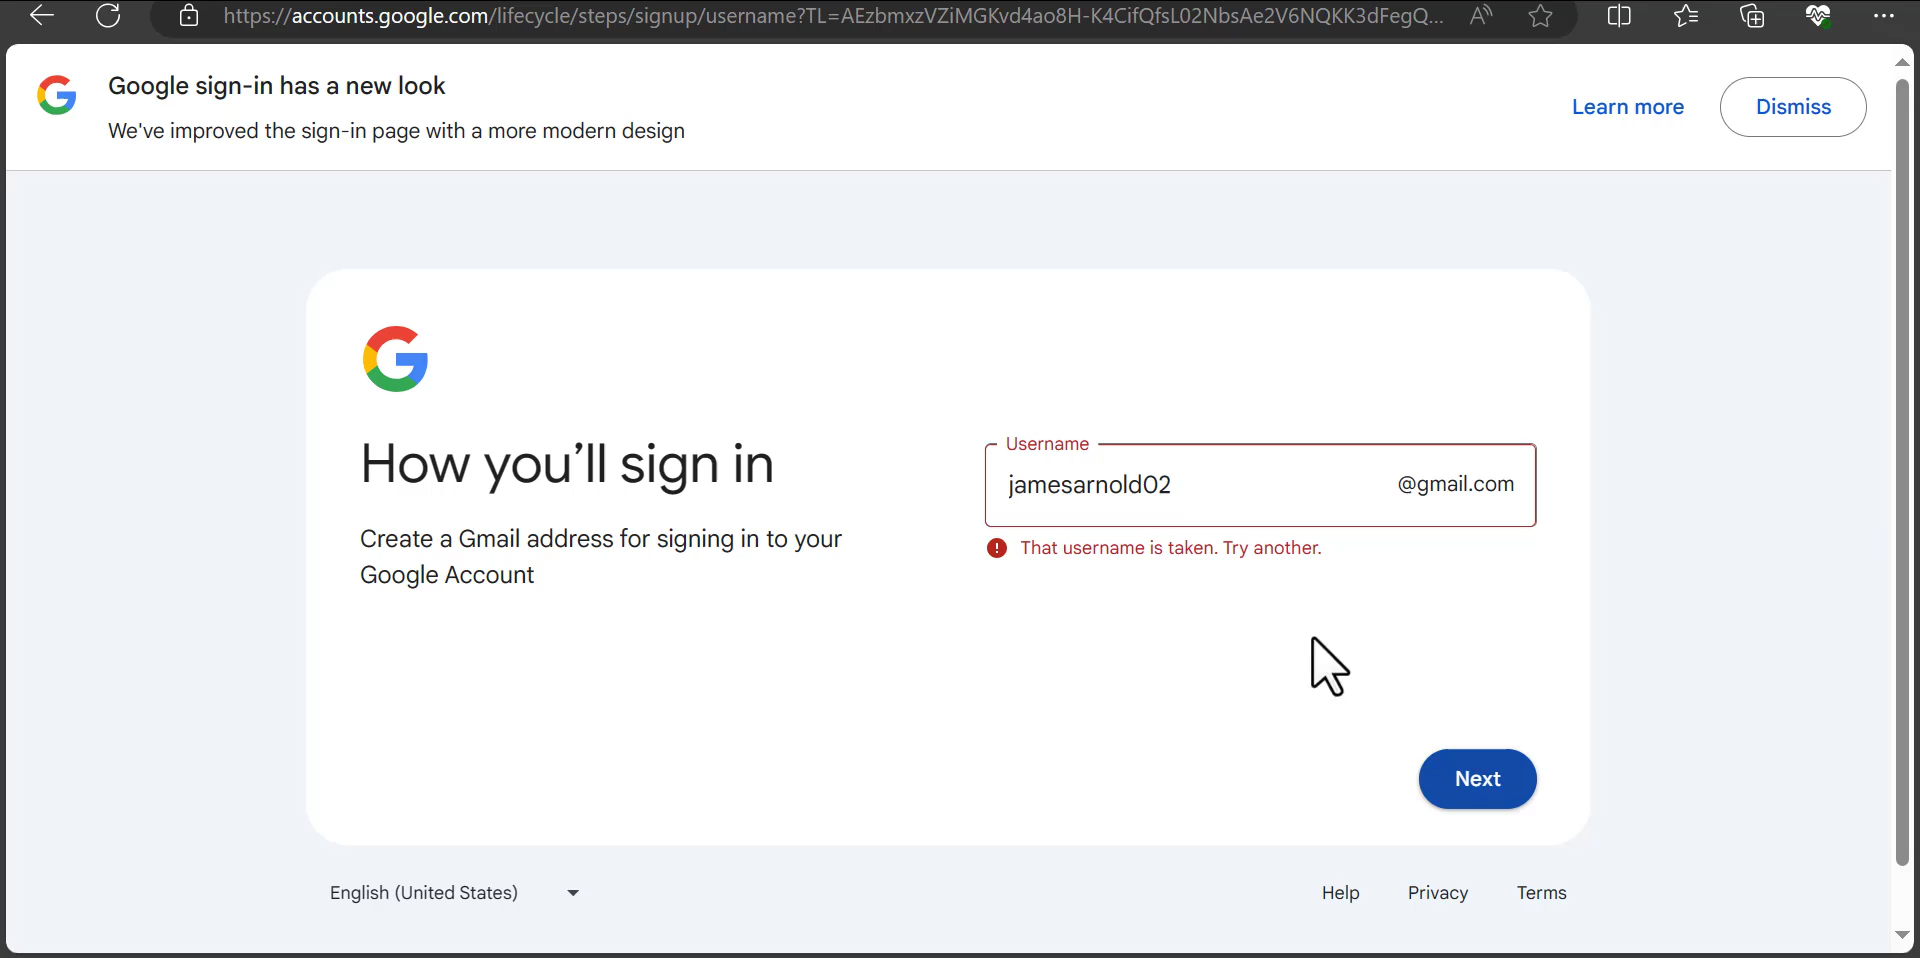 https://accounts.google.com/lifecycle/steps/signup/username?TL=AEzbmxzVZiMGKvd4ao8H-K4CifQfsL02NbsAe2V6NQKK3dFegQ...
Google sign-in has a new look
We've improved the sign-in page with a more modern design
Learn more
Dismiss
How you’ll sign in
Create a Gmail address for signing in to your
Google Account
Username
jamesarnold02
@gmail.com
That username is taken. Try another.
Next
English (United States)
Help
Privacy
Terms